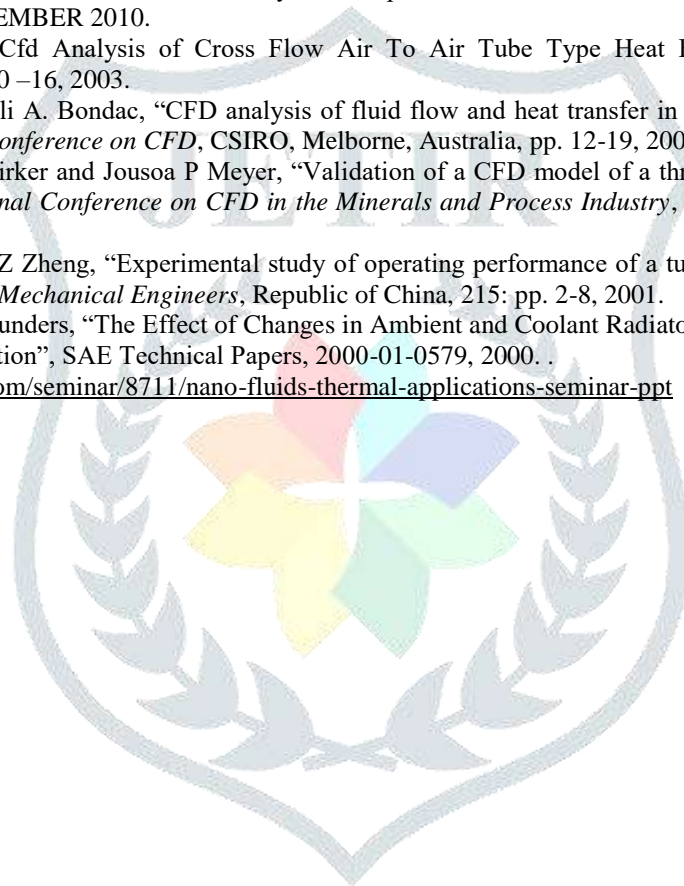 EMBER 2010.
Cfd Analysis of Cross Flow Air To Air Tube Type Heat
0 –16, 2003.
li A. Bondac, “CFD analysis of fluid flow and heat transfer in
onference on CFD, CSIRO, Melborne, Australia, pp. 12-19, 200
irker and Jousoa P Meyer, “Validation of a CFD model of a
nal Conference on CFD in the Minerals and Process Industry,
Z Zheng, “Experimental study of operating performance of a
Mechanical Engineers, Republic of China, 215: pp. 2-8, 2001.
unders, “The Effect of Changes in Ambient and Coolant
tion”, SAE Technical Papers, 2000-01-0579, 2000. .
om/seminar/8711/nano-fluids-thermal-applications-seminar-ppt
JETIR